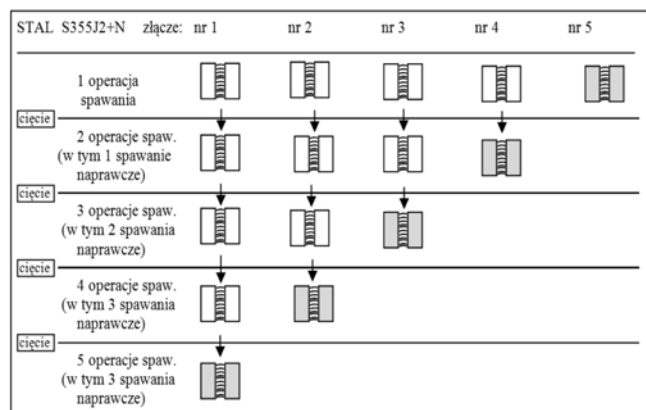 STAL S355J2+N złącze: nr 1 nr 2 nr 3 nr 4 nr 5
1 operacja
spawania
cięcie
2 operacje spaw.
(w tym 1 spawanie
naprawcze)
cięcie
3 operacje spaw.
(w tym 2 spawania
naprawcze)
cięcie
4 operacje spaw.
(w tym 3 spawania
naprawcze)
cięcie
5 operacje spaw.
(w tym 3 spawania
naprawcze)